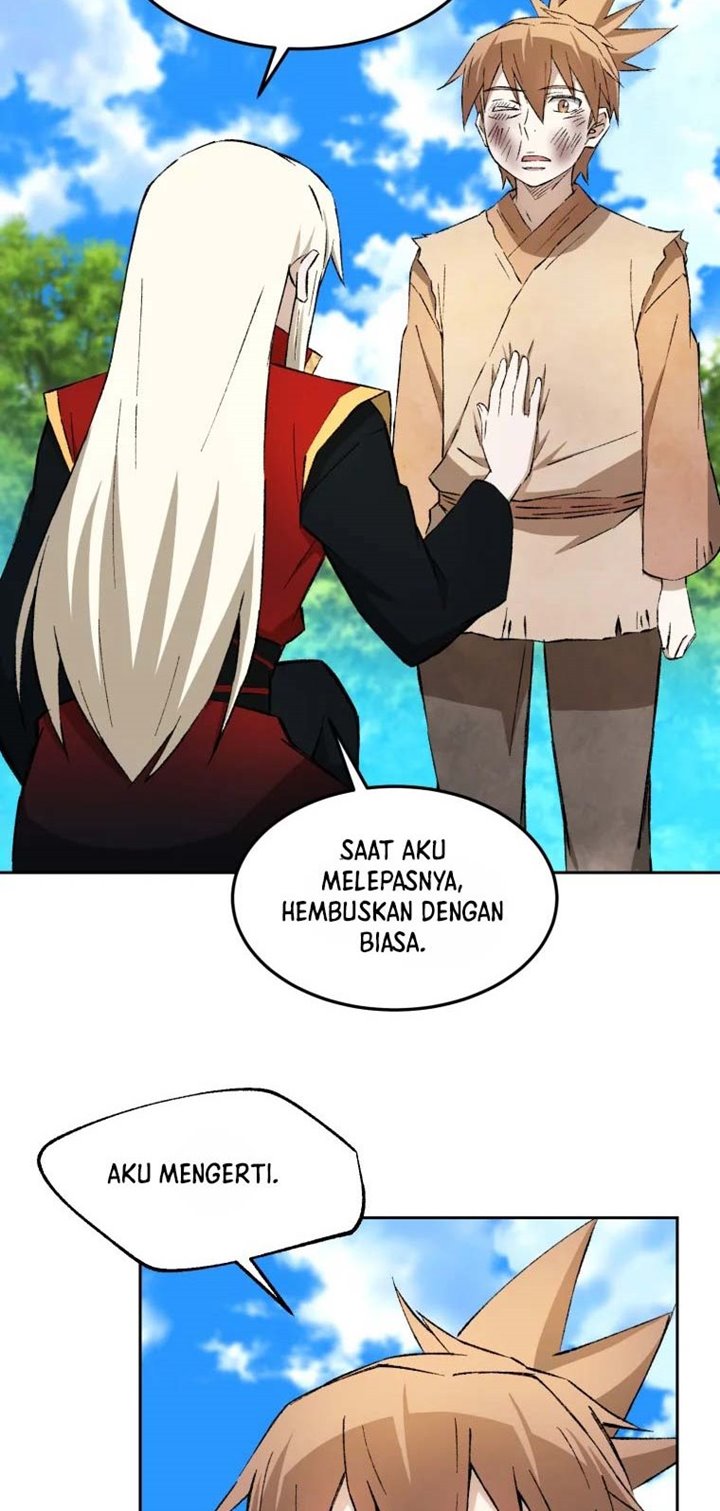 SAAT AKU
MELEPASNYA,
HEMBUSKAN DENGAN
BIASA.
AKU MENGERTI.